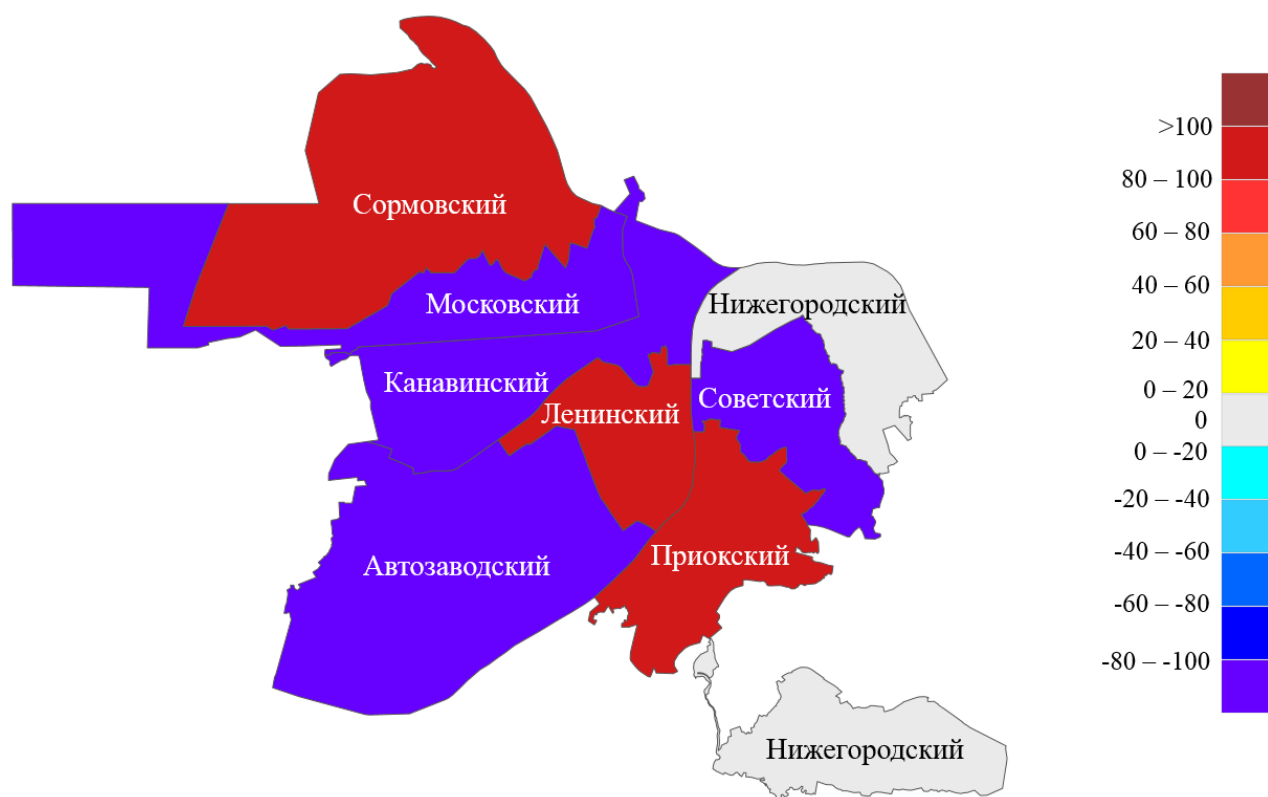 Сормовский
Московский
Нижегородский
Канавинский
Ленинский
Советский
Автозаводский
Приокский
Нижегородский
>100
80 – 100
60 – 80
40 – 60
20 – 40
0 – 20
0
0 – -20
-20 – -40
-40 – -60
-60 – -80
-80 – -100